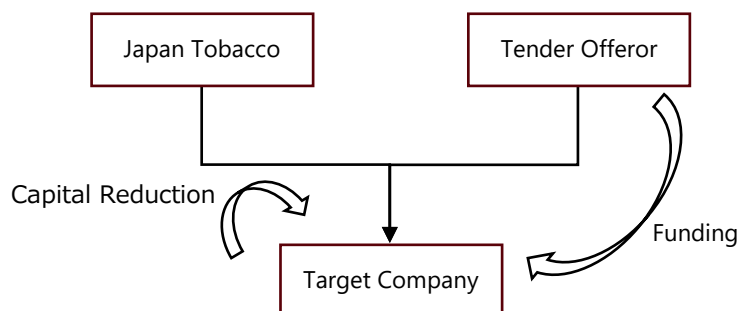 Japan Tobacco
Tender Offeror
Capital Reduction
Funding
Target Company